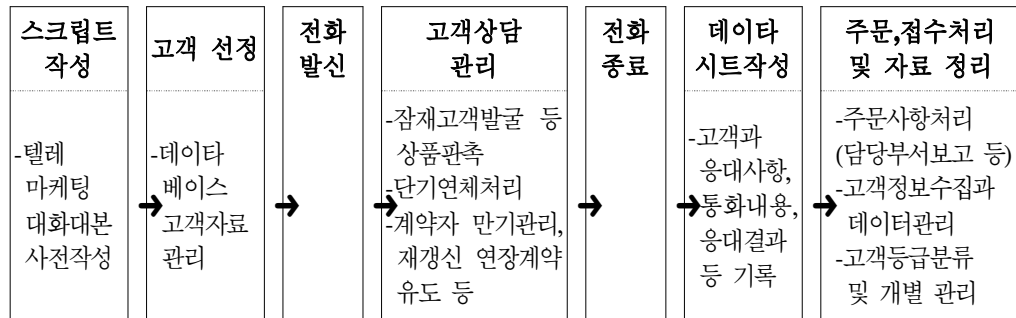 스크립트
작성
-텔레
마케팅
대화대본
사전작성
고객 선정
-데이타
베이스
고객자료
관리
전화
발신
고객상담
관리
-잠재고객발굴 등
상품판촉
-단기연체처리
-계약자 만기관리,
재갱신 연장계약
유도 등
전화
종료
데이타
시트작성
-고객과
응대사항,
통화내용,
응대결과
등 기록
주문,접수처리
및 자료 정리
-주문사항처리
(담당부서보고 등)
-고객정보수집과
데이터관리
-고객등급분류
및 개별 관리